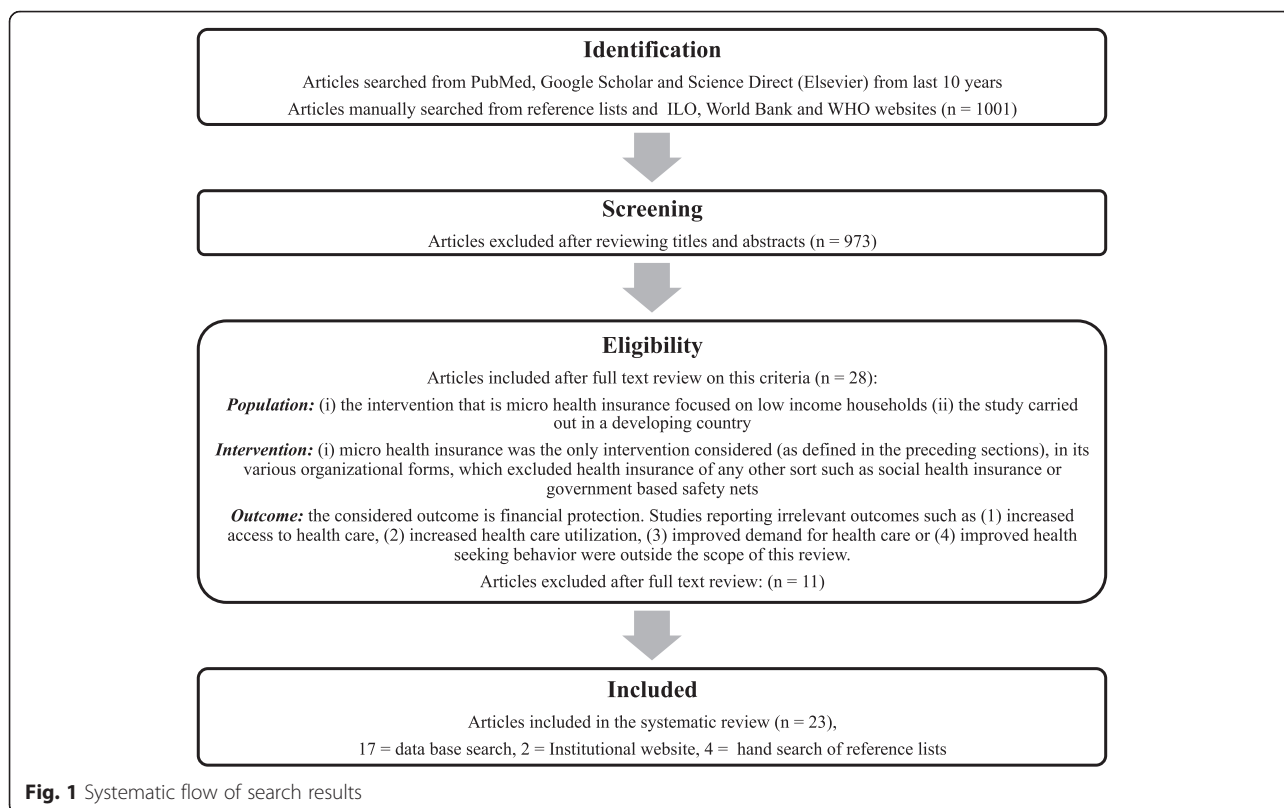 Identification
Articles searched from PubMed, Google Scholar and Science Direct (Elsevier) from last 10 years
Articles manually searched from reference lists and ILO, World Bank and WHO websites (n = 1001)
Screening
Articles excluded after reviewing titles and abstracts (n = 973)
Eligibility
Articles included after full text review on this criteria (n = 28):
Population: (i) the intervention that is micro health insurance focused on low income households (ii) the study carried
out in a developing country
Intervention: (i) micro health insurance was the only intervention considered (as defined in the preceding sections), in its
various organizational forms, which excluded health insurance of any other sort such as social health insurance or
government based safety nets
Outcome: the considered outcome is financial protection. Studies reporting irrelevant outcomes such as (1) increased
access to health care, (2) increased health care utilization, (3) improved demand for health care or (4) improved health
seeking behavior were outside the scope of this review.
Articles excluded after full text review: (n = 11)
Included
Articles included in the systematic review (n = 23),
17 = data base search, 2 = Institutional website, 4 = hand search of reference lists
Fig. 1 Systematic flow of search results